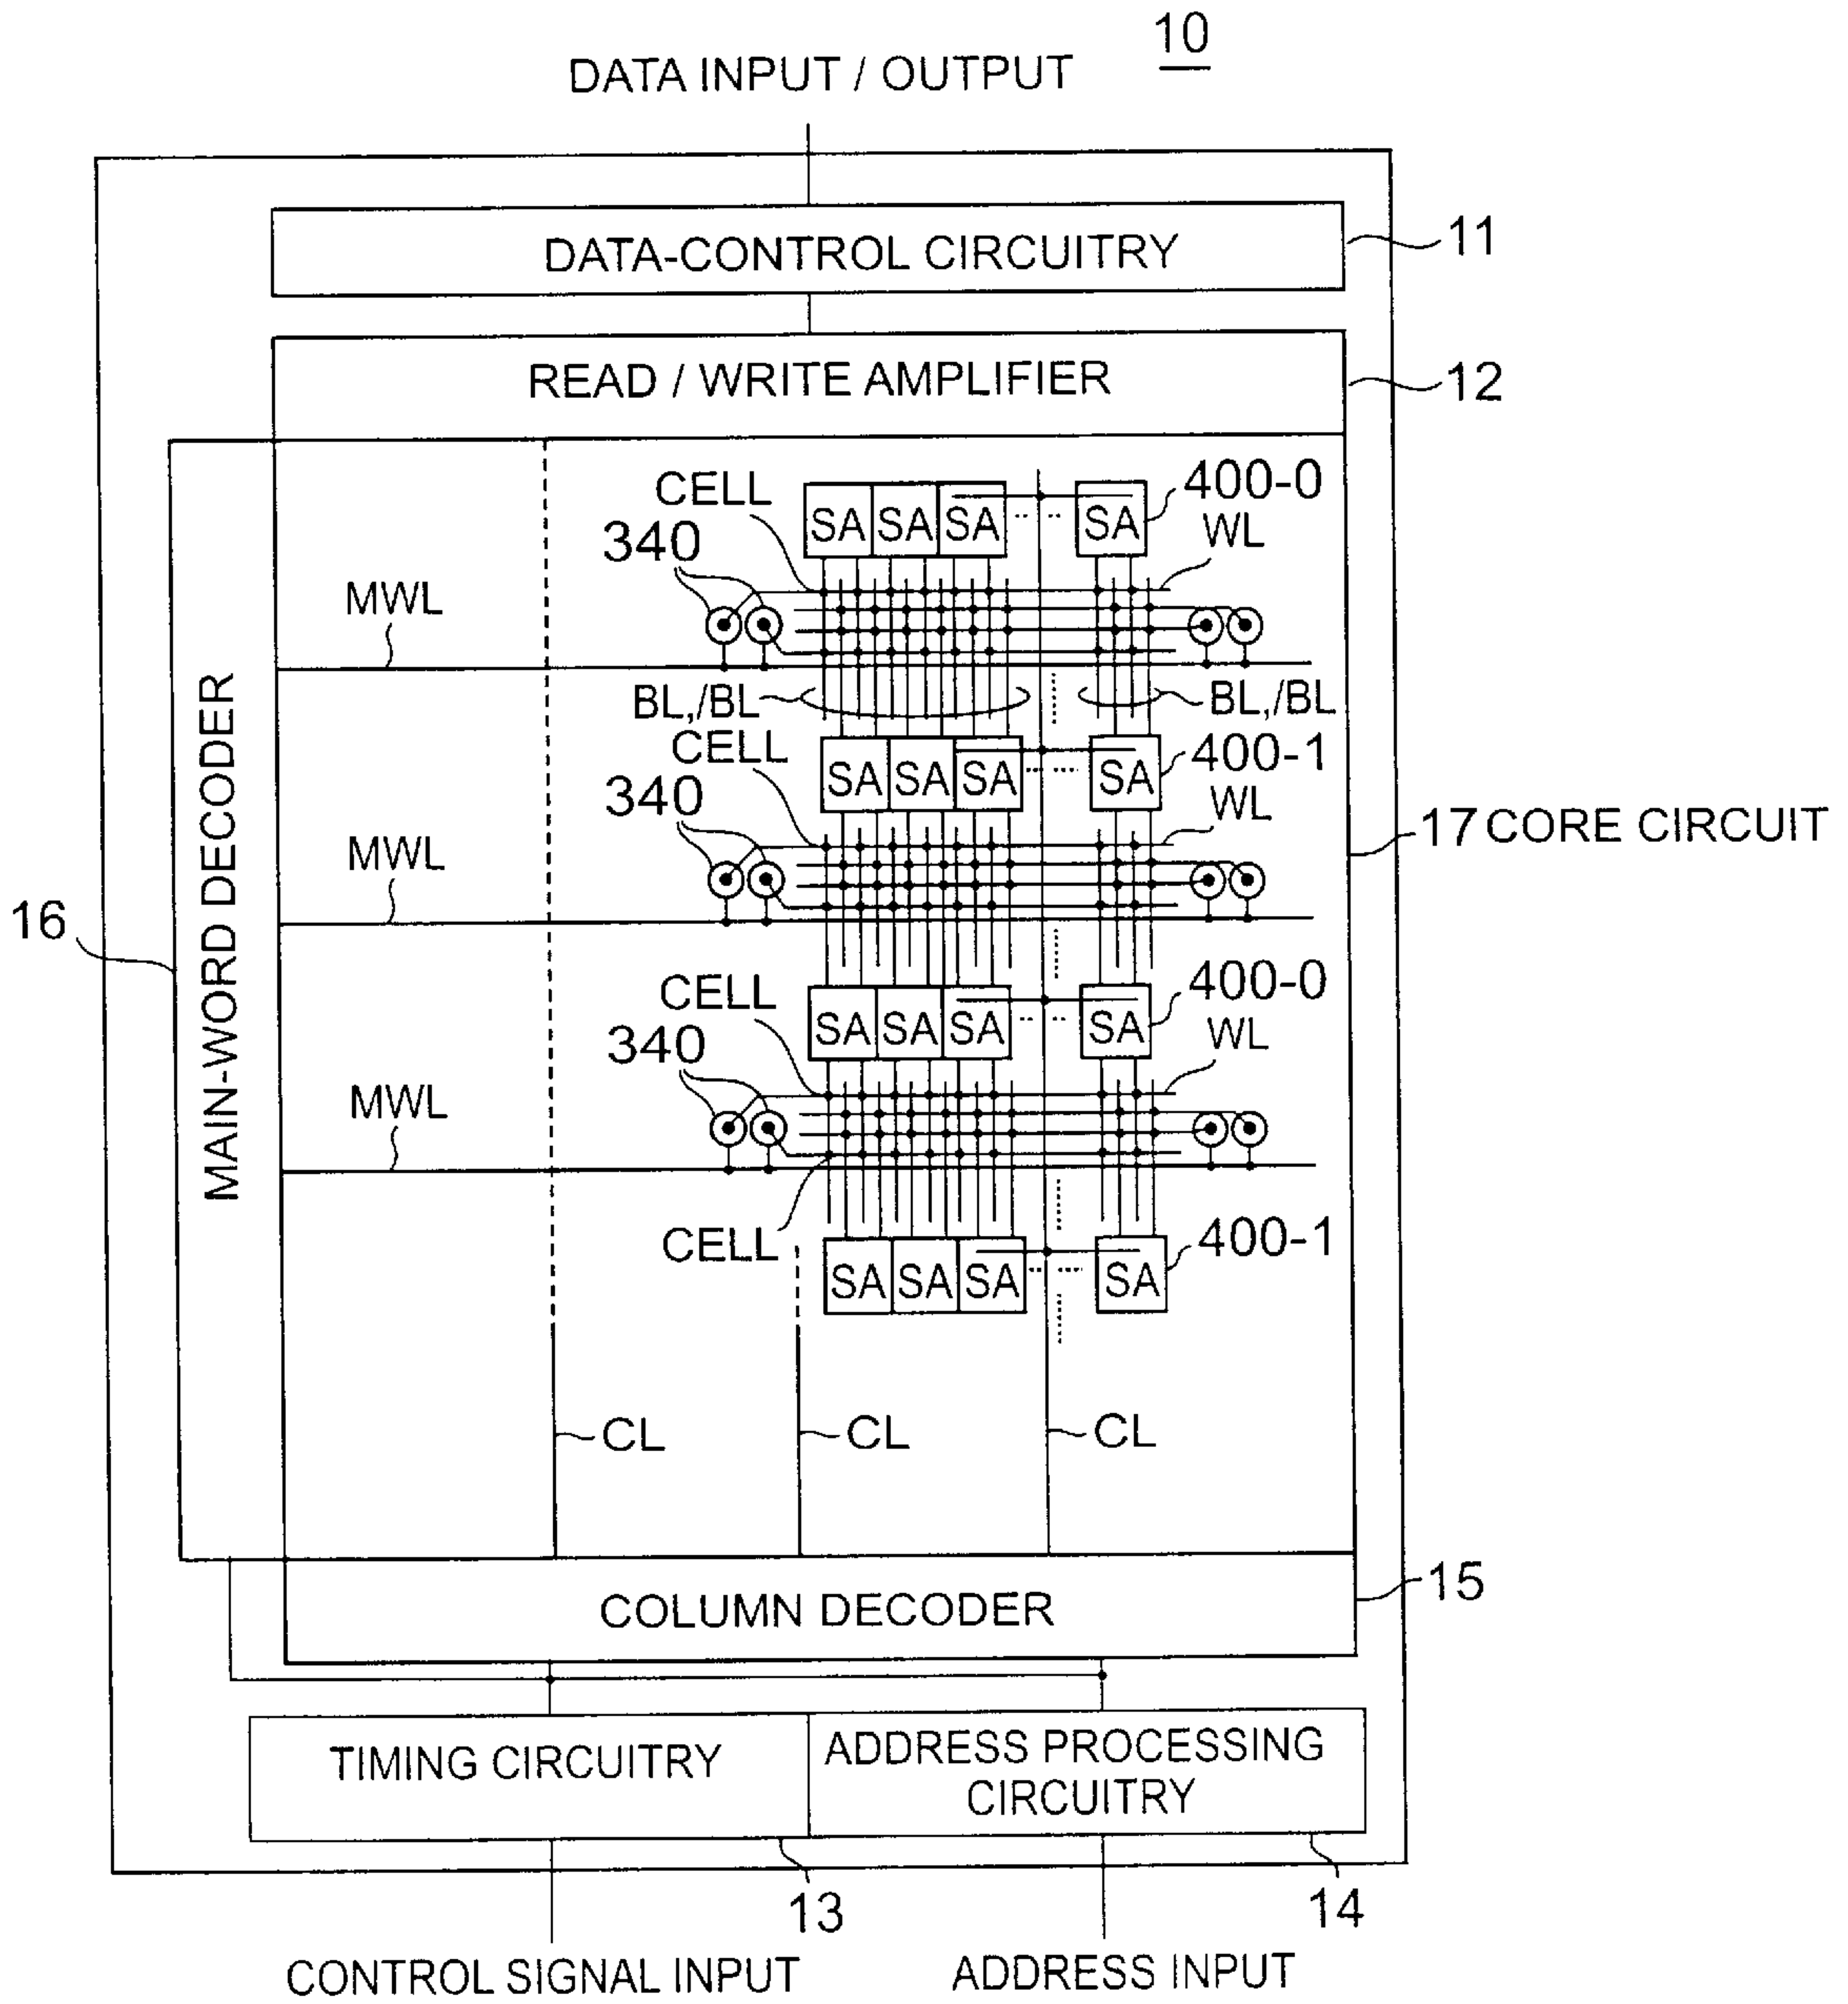 10
DATA INPUT / OUTPUT
DATA-CONTROL CIRCUITRY
11
READ / WRITE AMPLIFIER
12
CELL
SA SA SA SA
400-0
WL
340
MWL
BL,/BL
BL,/BL
CELL
SA SA SA SA
400-1
WL
340
MWL
17 CORE CIRCUIT
16
MAIN-WORD DECODER
CELL
SA SA SA SA
400-0
WL
340
MWL
CELL
SA SA SA SA
400-1
CL
CL
CL
COLUMN DECODER
15
TIMING CIRCUITRY
ADDRESS PROCESSING
CIRCUITRY
13
14
CONTROL SIGNAL INPUT
ADDRESS INPUT